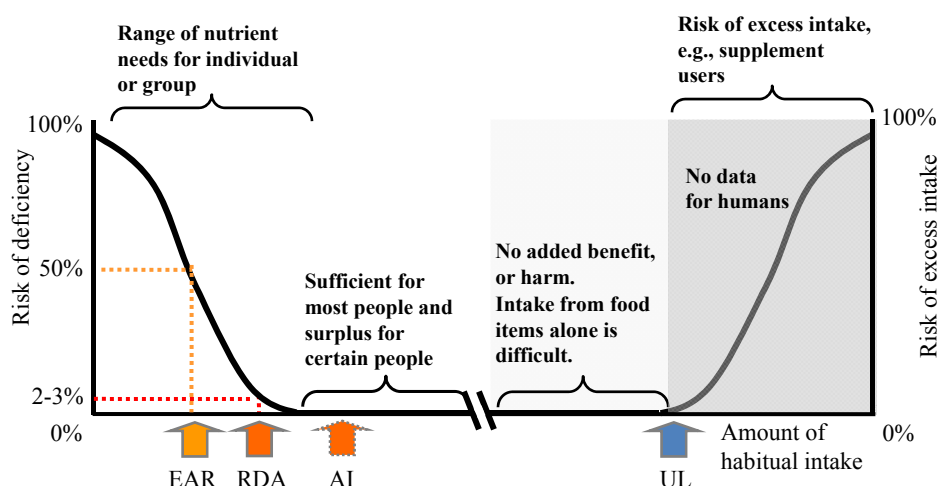 Range of nutrient
needs for individual
or group
Risk of excess intake,
e.g., supplement
users
100%
100%
Risk of deficiency
Risk of excess intake
No data
for humans
50%
No added benefit,
or harm.
Intake from food
items alone is
difficult.
Sufficient for
most people and
surplus for
certain people
2-3%
0%
0%
Amount of
habitual intake
EAR
RDA
AI
UL